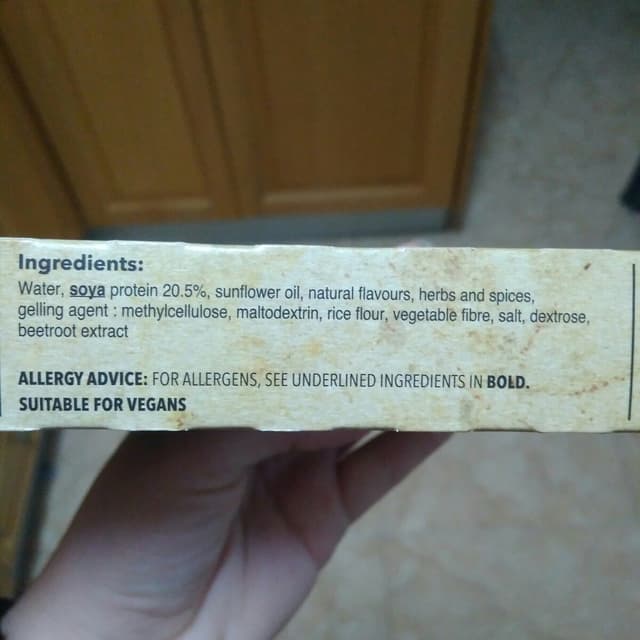 Ingredients:
Water, soya protein 20.5%, sunflower oil, natural flavours, herbs and spices,
gelling agent : methylcellulose, maltodextrin, rice flour, vegetable fibre, salt, dextrose,
beetroot extract
ALLERGY ADVICE: FOR ALLERGENS, SEE UNDERLINED INGREDIENTS IN BOLD.
SUITABLE FOR VEGANS